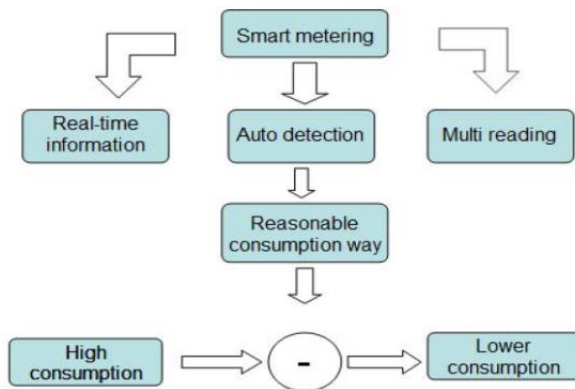 Smart metering
Real-time
information
Auto detection
Multi reading
Reasonable
consumption way
High
consumption
-
Lower
consumption